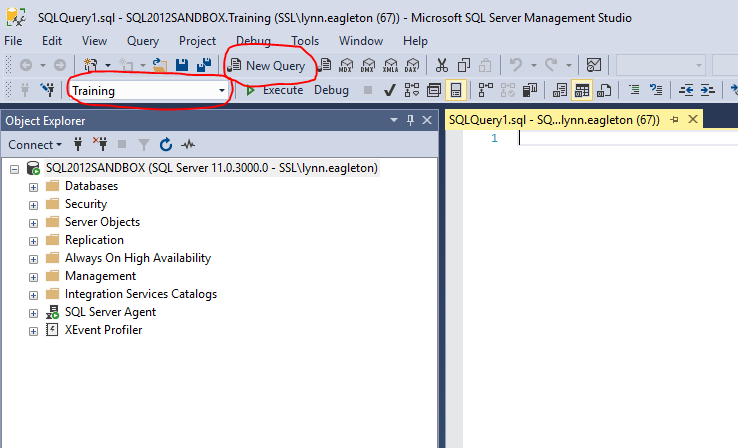 SQLQuery1.sql - SQL2012SANDBOX.Training (SSL\lynn.eagleton (67)) - Microsoft SQL Server Management Studio
File Edit View Query Project Debug Tools Window Help
New Query MDX DMX XMLA DAX
Training Execute Debug
Object Explorer
SQLQuery1.sql - SQ...lynn.eagleton (67))
1
Connect
SQL2012SANDBOX (SQL Server 11.0.3000.0 - SSL\lynn.eagleton)
Databases
Security
Server Objects
Replication
Always On High Availability
Management
Integration Services Catalogs
SQL Server Agent
XEvent Profiler